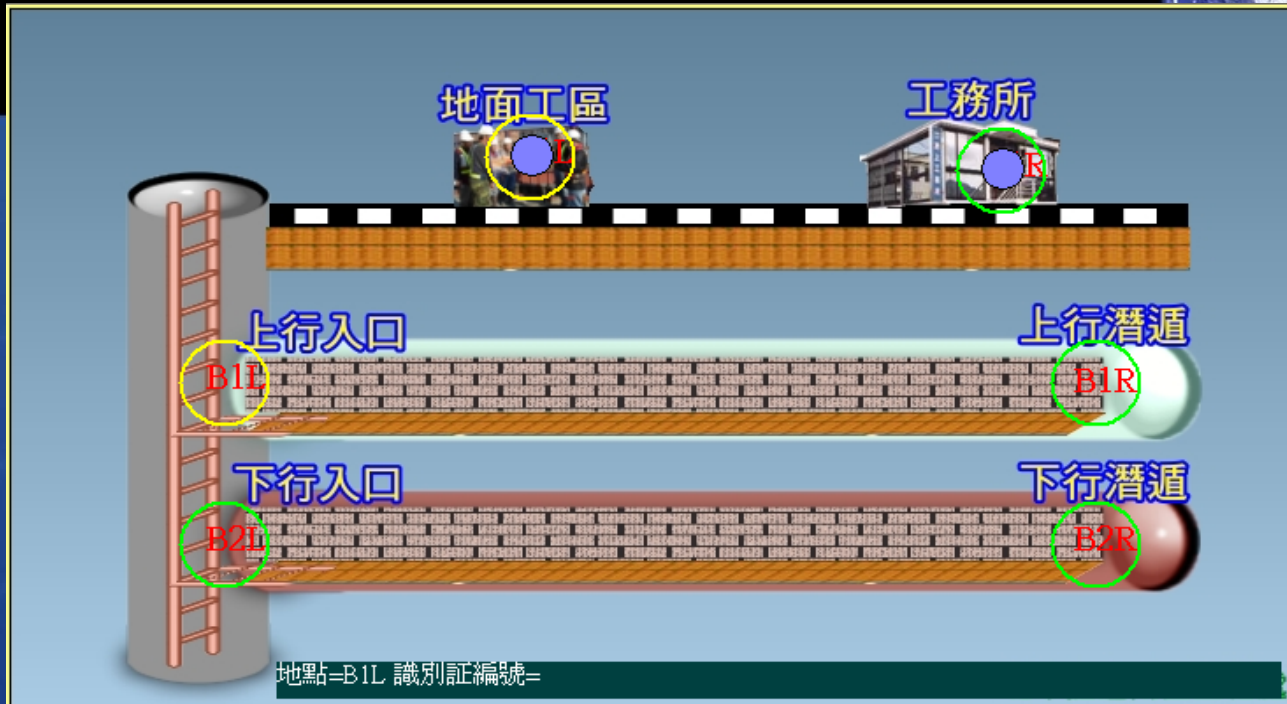 地面工區
工務所
L
R
上行入口
上行潛遁
B1L
B1R
下行入口
下行潛遁
B2L
B2R
地點=B1L 識別証編號=